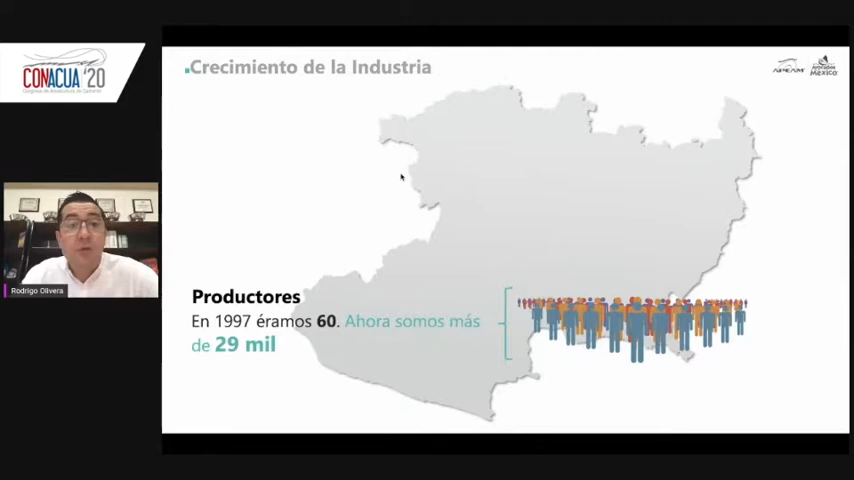 CONACUA '20
Crecimiento de la Industria
APEAM
México
Rodrigo Olivera
Productores
En 1997 éramos 60. Ahora somos más
de 29 mil